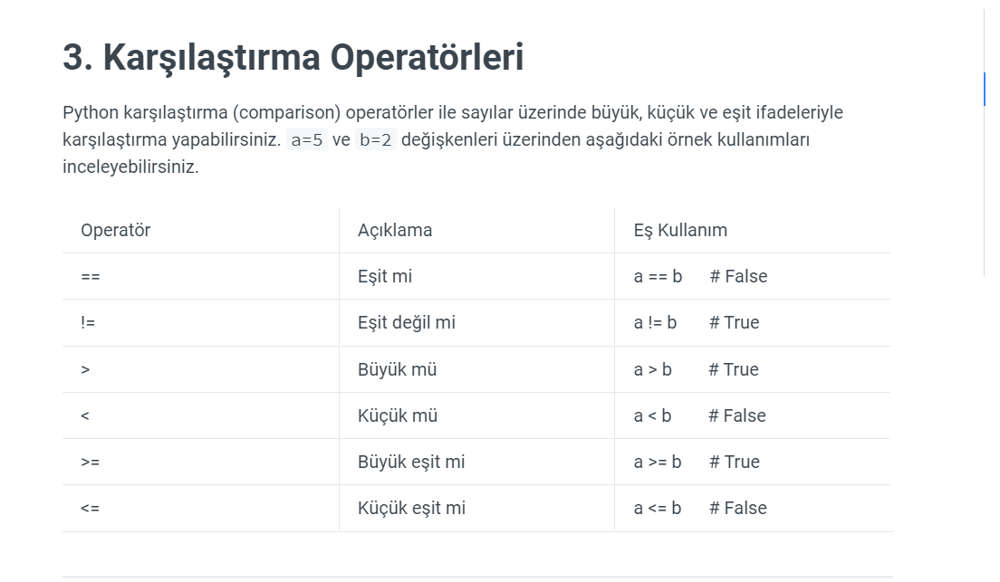 3. Karşılaştırma Operatörleri
Python karşılaştırma (comparison) operatörler ile sayılar üzerinde büyük, küçük ve eşit ifadeleriyle
karşılaştırma yapabilirsiniz. a=5 ve b=2 değişkenleri üzerinden aşağıdaki örnek kullanımları
inceleyebilirsiniz.
Operatör Açıklama Eş Kullanım
== Eşit mi a == b # False
!= Eşit değil mi a != b # True
> Büyük mü a > b # True
< Küçük mü a < b # False
>= Büyük eşit mi a >= b # True
<= Küçük eşit mi a <= b # False